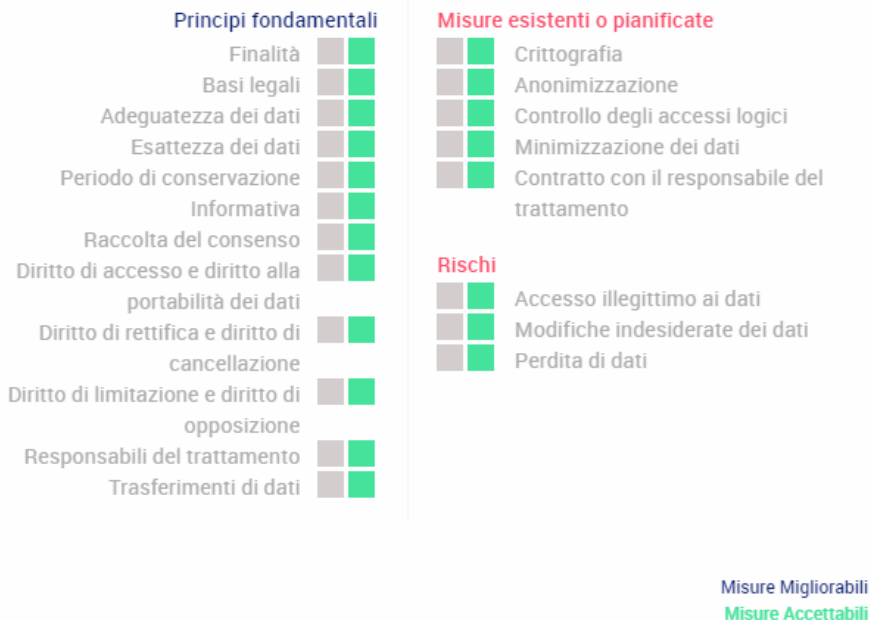 Principi fondamentali
Finalità
Basi legali
Adeguatezza dei dati
Esattezza dei dati
Periodo di conservazione
Informativa
Raccolta del consenso
Diritto di accesso e diritto alla
portabilità dei dati
Diritto di rettifica e diritto di
cancellazione
Diritto di limitazione e diritto di
opposizione
Responsabili del trattamento
Trasferimenti di dati
Misure esistenti o pianificate
Crittografia
Anonimizzazione
Controllo degli accessi logici
Minimizzazione dei dati
Contratto con il responsabile del
trattamento
Rischi
Accesso illegittimo ai dati
Modifiche indesiderate dei dati
Perdita di dati
Misure Migliorabili
Misure Accettabili